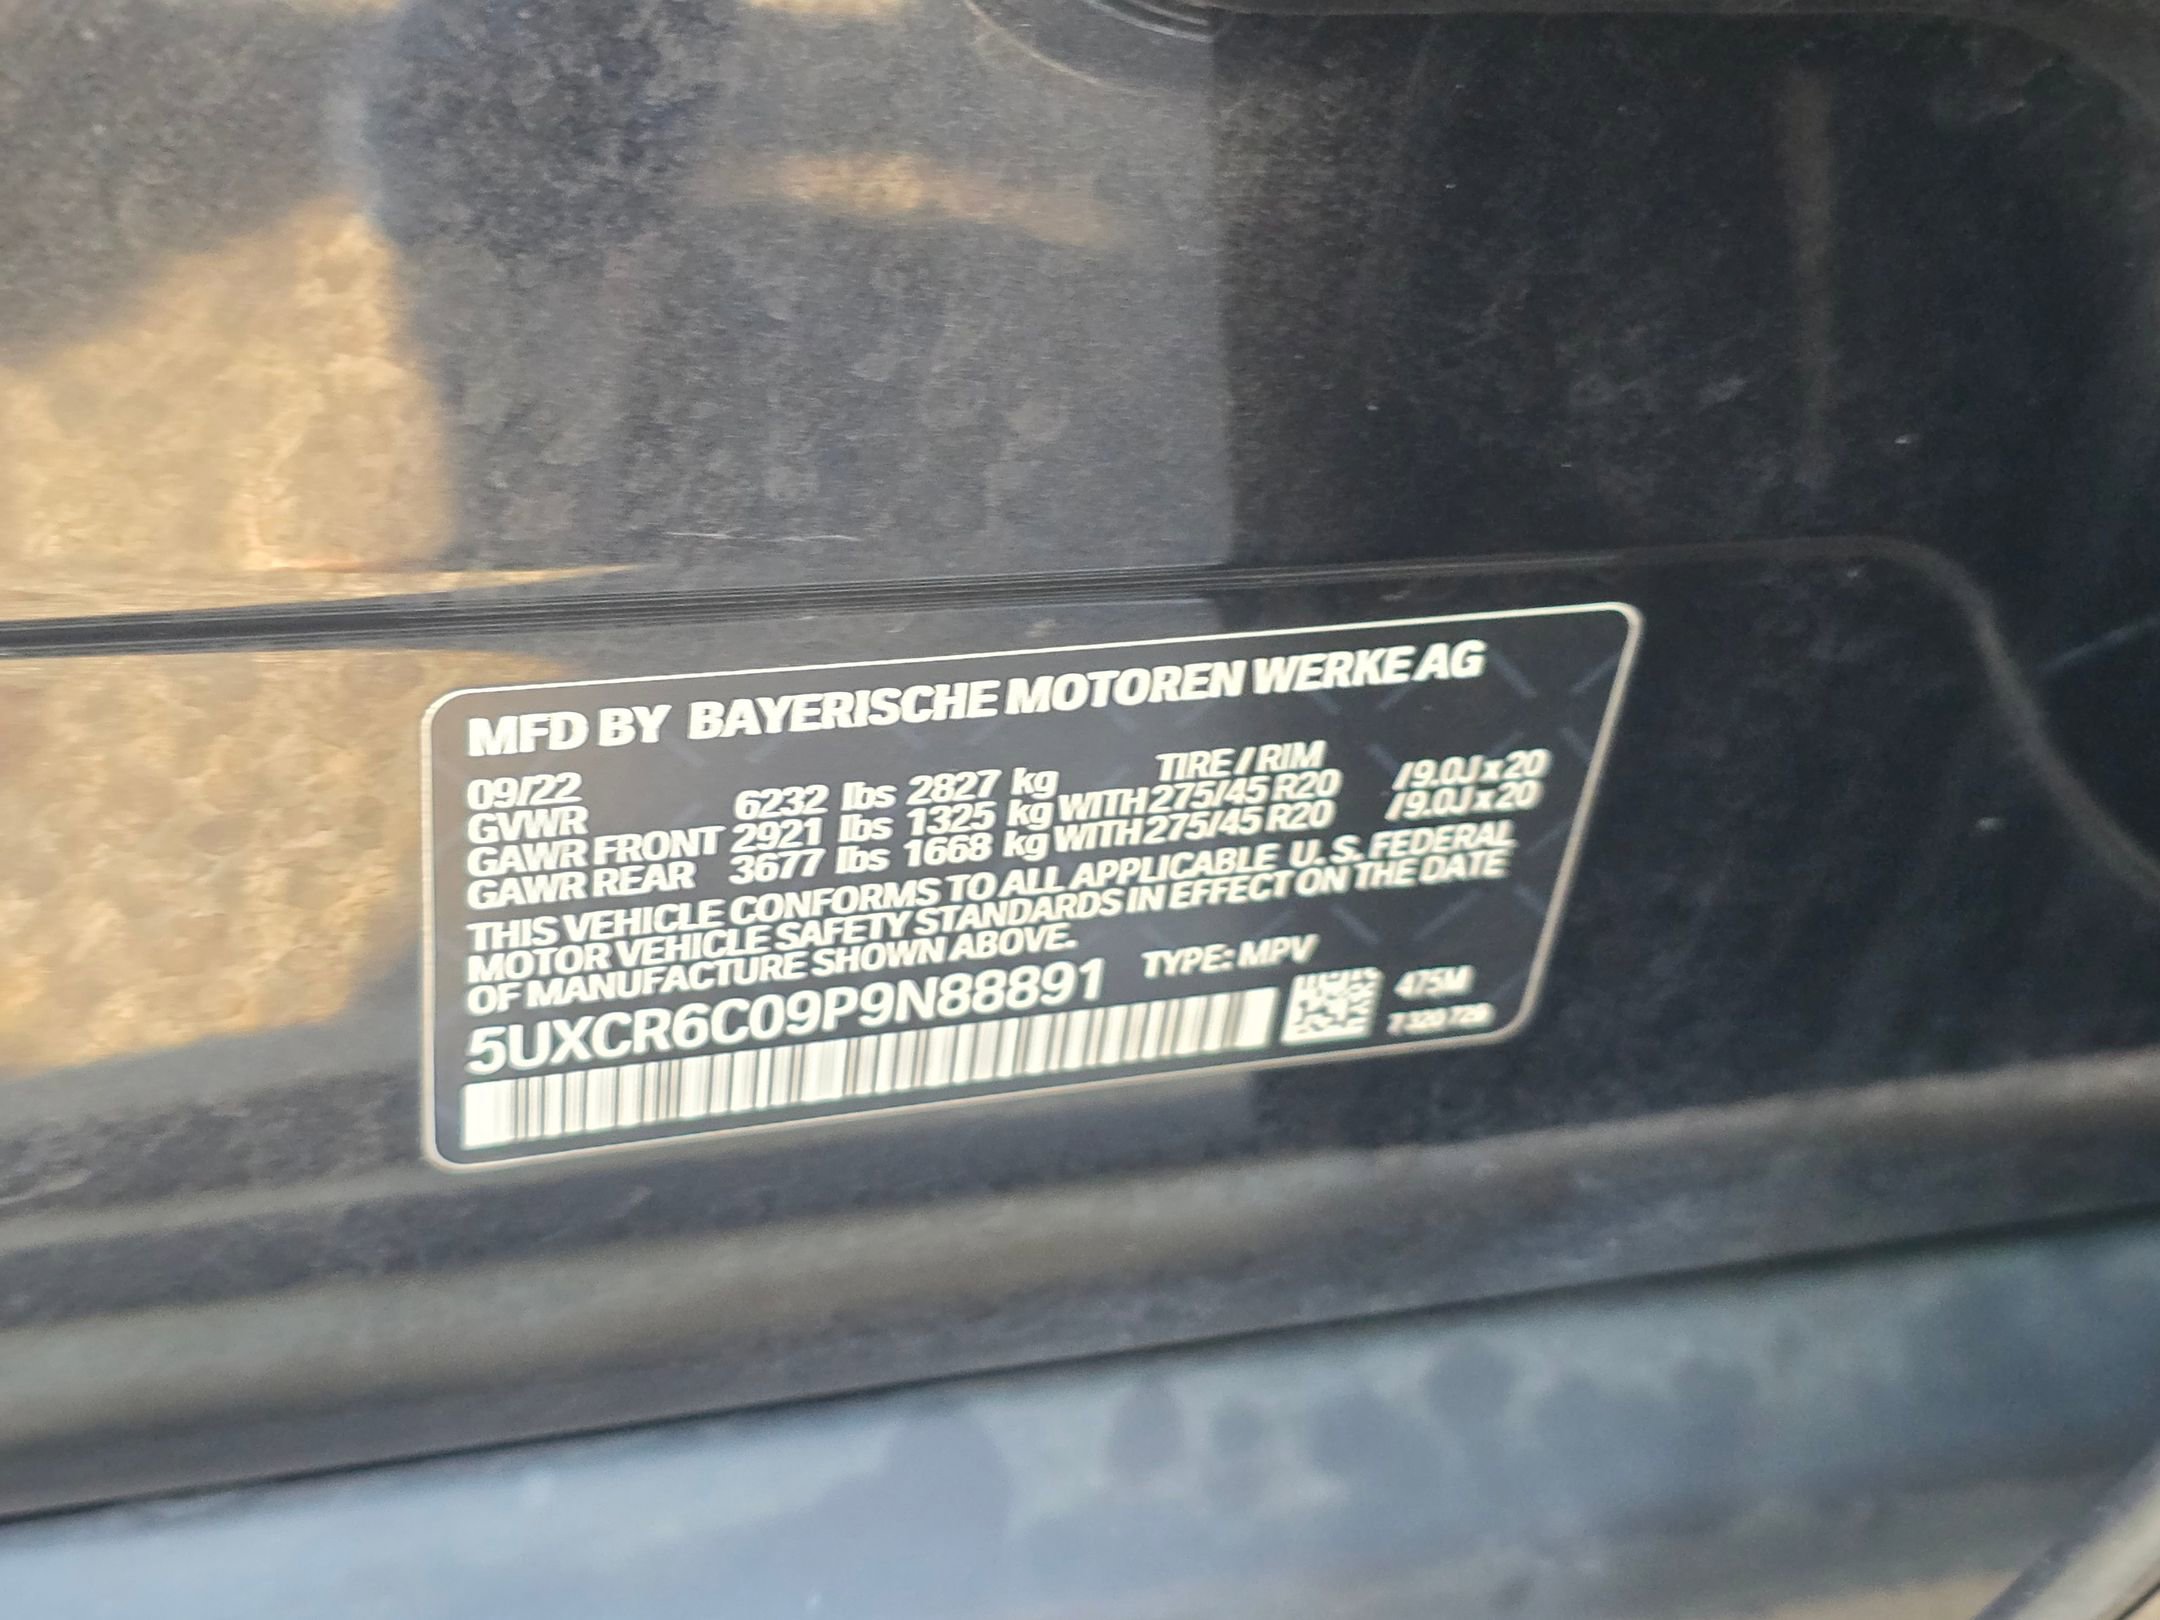 MFD BY BAYERISCHE MOTOREN WERKE AG
09/22 TIRE / RIM
GVWR 6232 lbs 2827 kg
GAWR FRONT 2921 lbs 1325 kg WITH 275/45 R20 / 9.0J x 20
GAWR REAR 3677 lbs 1668 kg WITH 275/45 R20 / 9.0J x 20
THIS VEHICLE CONFORMS TO ALL APPLICABLE U. S. FEDERAL
MOTOR VEHICLE SAFETY STANDARDS IN EFFECT ON THE DATE
OF MANUFACTURE SHOWN ABOVE.
5UXCR6C09P9N88891 TYPE: MPV
475M